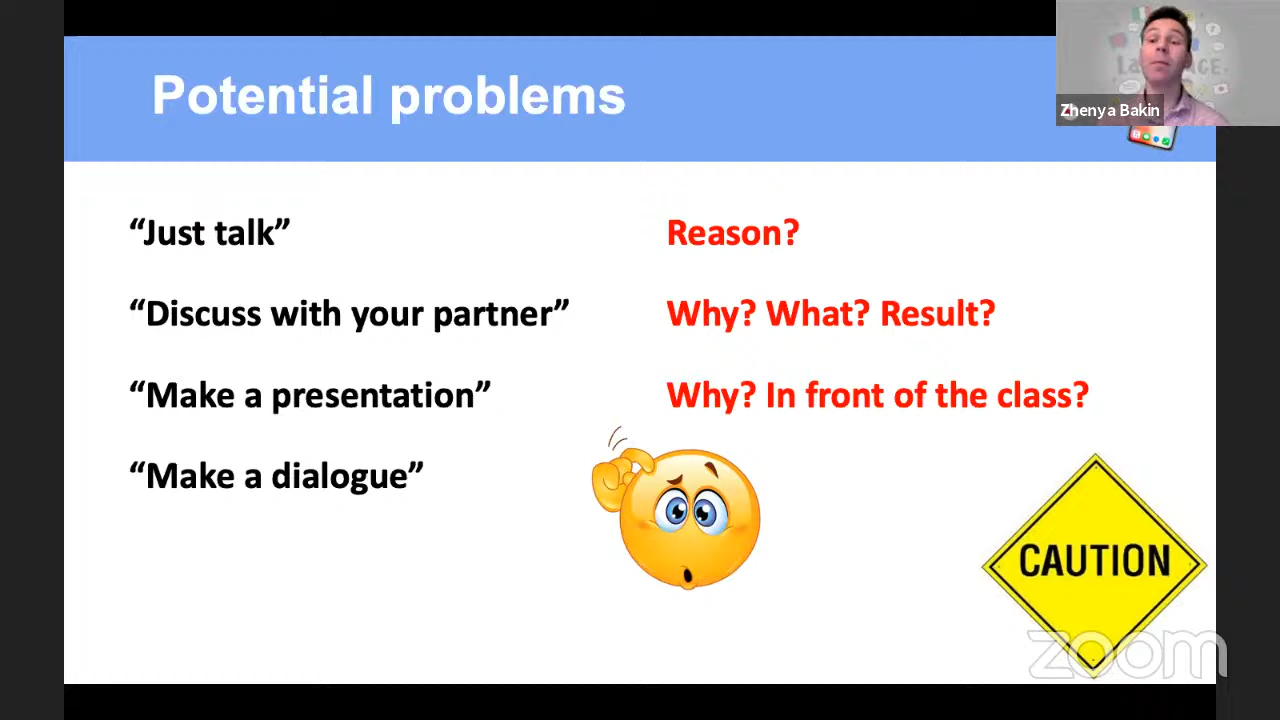 Potential problems
Zhenya Bakin
“Just talk” Reason?
“Discuss with your partner” Why? What? Result?
“Make a presentation” Why? In front of the class?
“Make a dialogue”
CAUTION
zoom